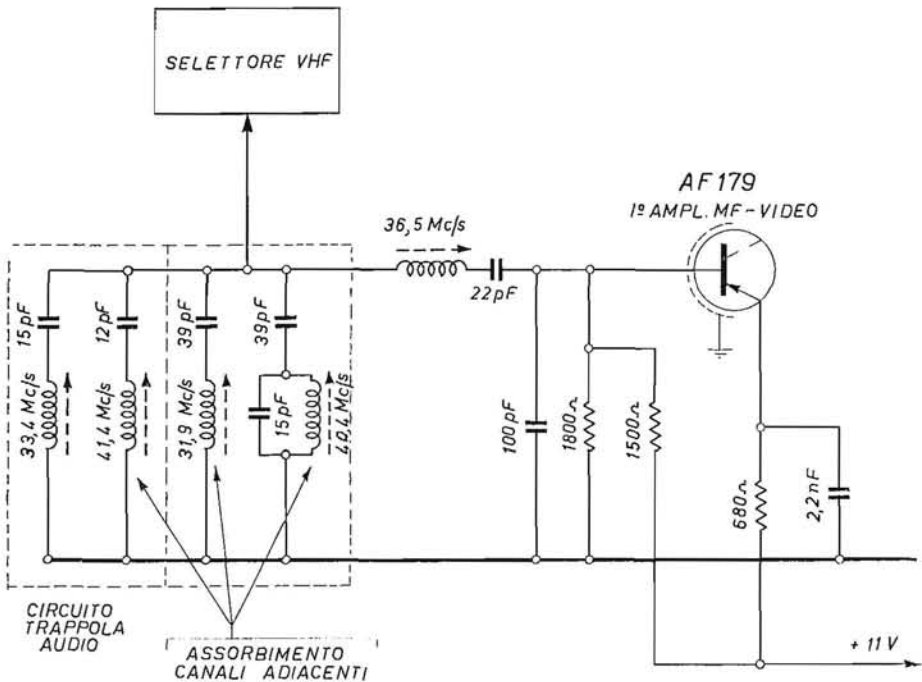 SELETTORE VHF
AF179
1º AMPL. MF-VIDEO
36,5 Mc/s
22pF
15pF
12pF
39pF
39pF
33,4 Mc/s
41,4 Mc/s
31,9 Mc/s
15pF
40,4 Mc/s
100pF
1800Ω
1500Ω
680Ω
2,2nF
CIRCUITO
TRAPPOLA
AUDIO
ASSORBIMENTO
CANALI ADIACENTI
+ 11V